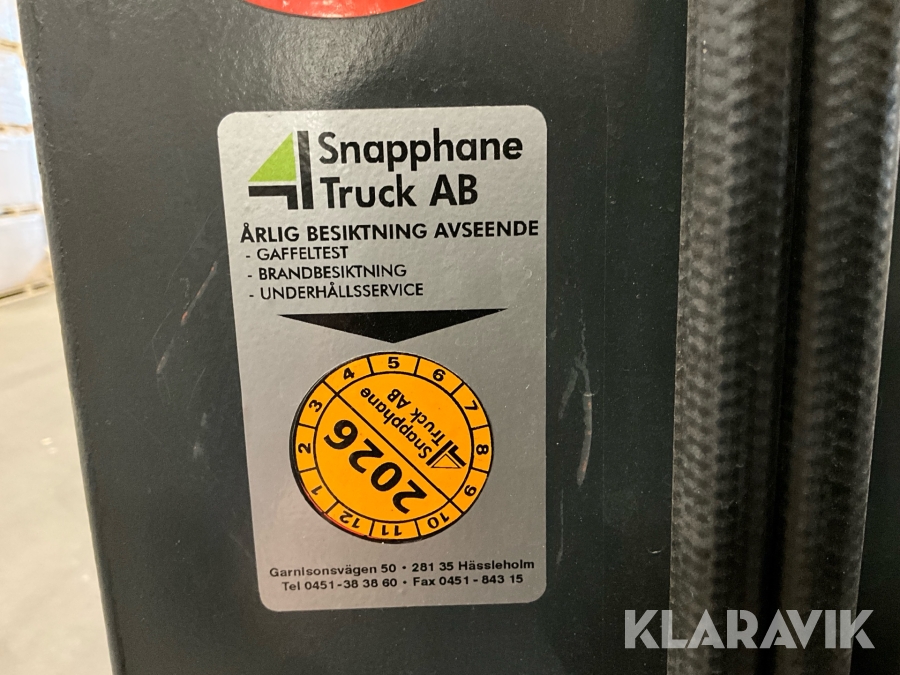 Snapphane
Truck AB
ÅRLIG BESIKTNING AVSEENDE
- GAFFELTEST
- BRANDBESIKTNING
- UNDERHÅLLSSERVICE
1 2 3 4 5 6 7 8 9 10 11 12
Snapphane
Truck AB
2026
Garnisonsvägen 50 • 281 35 Hässleholm
Tel 0451-38 38 60 • Fax 0451-843 15
KLARAVIK